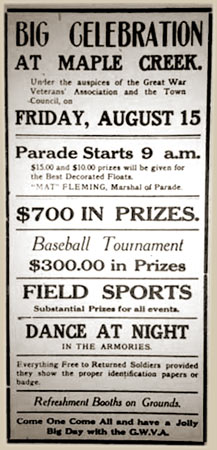 BIG CELEBRATION
AT MAPLE CREEK.
Under the auspices of the Great War
Veterans' Association and the Town
Council, on
FRIDAY, AUGUST 15
Parade Starts 9 a.m.
$15.00 and $10.00 prizes will be given for
the Best Decorated Floats.
"MAT" FLEMING, Marshal of Parade.
$700 IN PRIZES.
Baseball Tournament
$300.00 in Prizes
FIELD SPORTS
Substantial Prizes for all events.
DANCE AT NIGHT
IN THE ARMORIES.
Everything Free to Returned Soldiers provided
they show the proper identification papers or
badge.
Refreshment Booths on Grounds.
Come One Come All and have a Jolly
Big Day with the G.W.V.A.